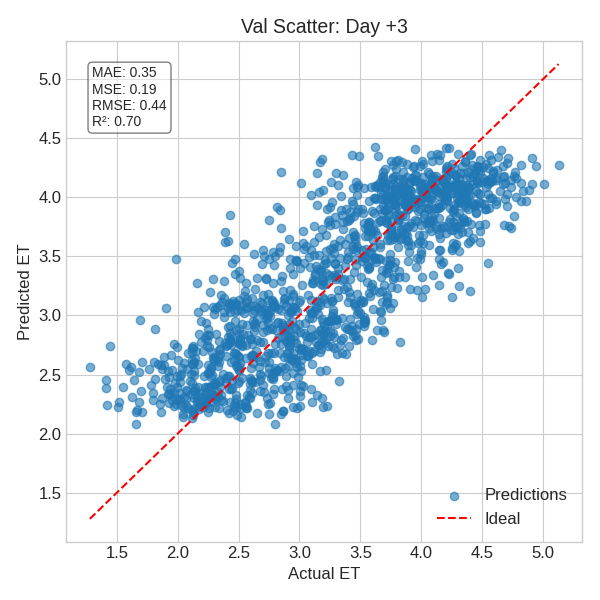 Val Scatter: Day +3
MAE: 0.35
MSE: 0.19
RMSE: 0.44
R²: 0.70
5.0
4.5
4.0
3.5
3.0
2.5
2.0
1.5
Predicted ET
Predictions
Ideal
1.5 2.0 2.5 3.0 3.5 4.0 4.5 5.0
Actual ET